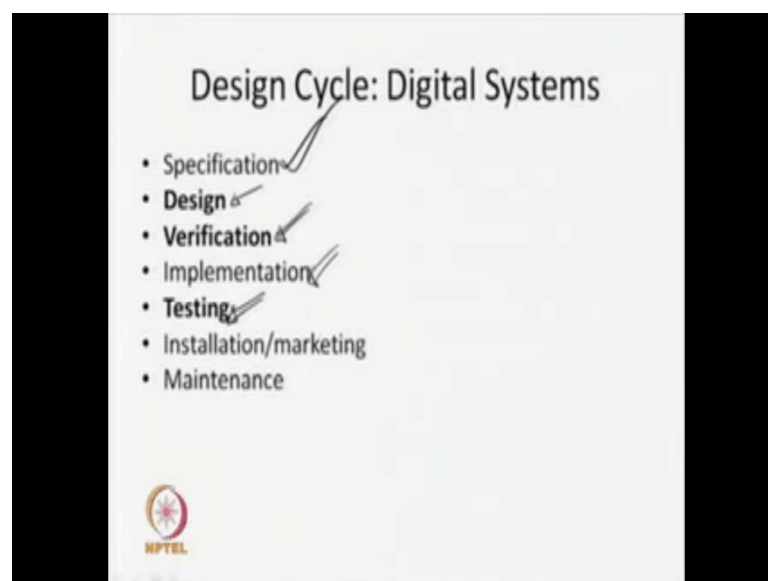 Design Cycle: Digital Systems
• Specification
• Design
• Verification
• Implementation
• Testing
• Installation/marketing
• Maintenance
NPTEL